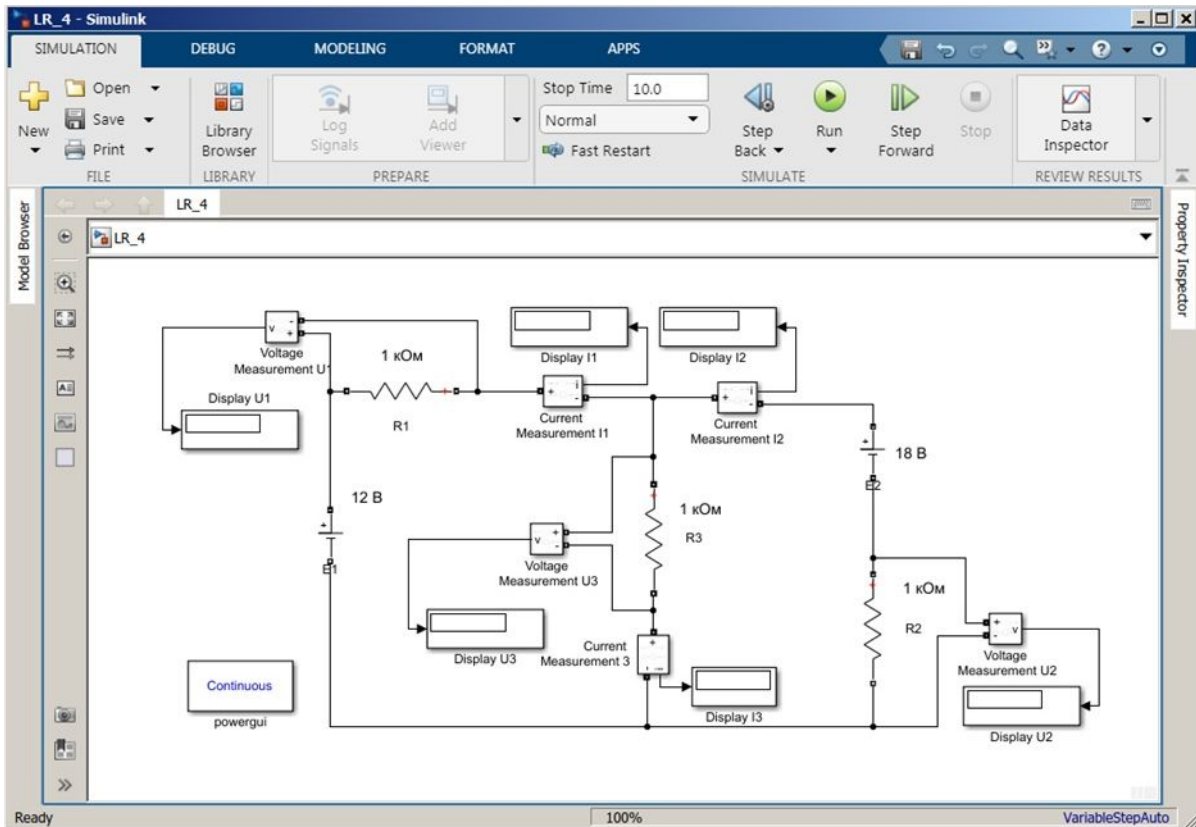 LR_4 - Simulink
SIMULATION
DEBUG
MODELING
FORMAT
APPS
New
Open
Save
Print
FILE
Library
Browser
LIBRARY
Log
Signals
Add
Viewer
PREPARE
Stop Time 10.0
Normal
Fast Restart
Step
Back
Run
Step
Forward
Stop
SIMULATE
Data
Inspector
REVIEW RESULTS
Model Browser
LR_4
LR_4
Property Inspector
v
-
+
Voltage
Measurement U1
Display U1
1 кОм
R1
Display I1
Display I2
+
i
-
Current
Measurement I1
+
i
-
Current
Measurement I2
+
18 В
E2
12 В
+
E1
1 кОм
R3
v
+
-
Voltage
Measurement U3
Display U3
Current
Measurement 3
+
Display I3
1 кОм
R2
+
-
v
Voltage
Measurement U2
Display U2
Continuous
powergui
Ready
100%
VariableStepAuto